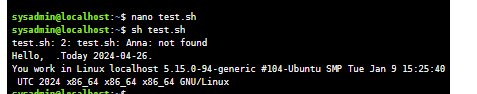 sysadmin@localhost:~$ nano test.sh
sysadmin@localhost:~$ sh test.sh
test.sh: 2: test.sh: Anna: not found
Hello,  .Today 2024-04-26.
You work in Linux localhost 5.15.0-94-generic #104-Ubuntu SMP Tue Jan 9 15:25:40
 UTC 2024 x86_64 x86_64 x86_64 GNU/Linux
sysadmin@localhost:~$